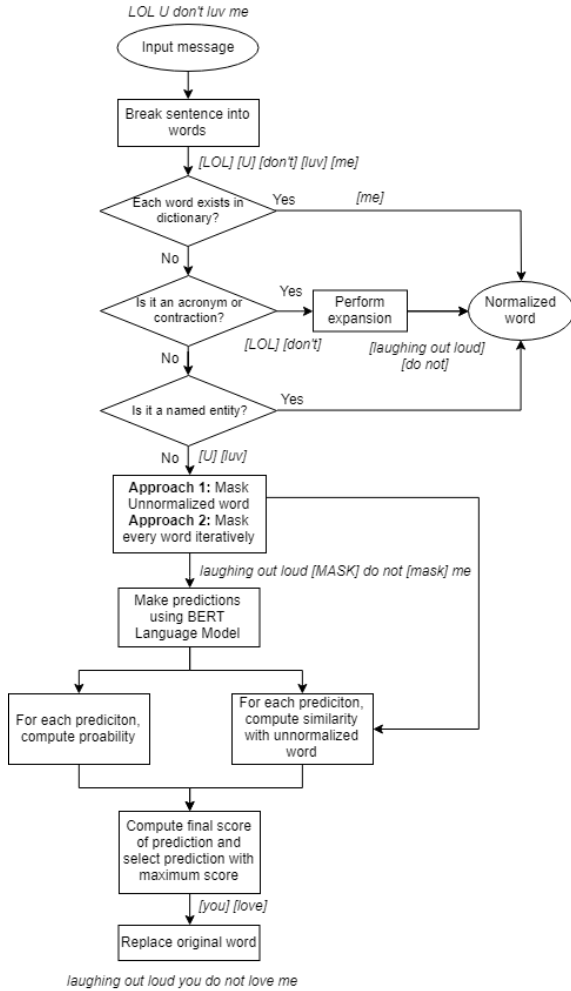 LOL U don't luv me
Input message
Break sentence into
words
[LOL] [U] [don't] [luv] [me]
Each word exists in
dictionary?
Yes
[me]
No
Is it an acronym or
contraction?
Yes
Perform
expansion
Normalized
word
[LOL] [don't]
[laughing out loud]
[do not]
No
Is it a named entity?
Yes
No
[U] [luv]
Approach 1: Mask
Unnormalized word
Approach 2: Mask
every word iteratively
laughing out loud [MASK] do not [mask] me
Make predictions
using BERT
Language Model
For each prediciton,
compute proability
For each prediciton,
compute similarity
with unnormalized
word
Compute final score
of prediction and
select prediction with
maximum score
[you] [love]
Replace original word
laughing out loud you do not love me